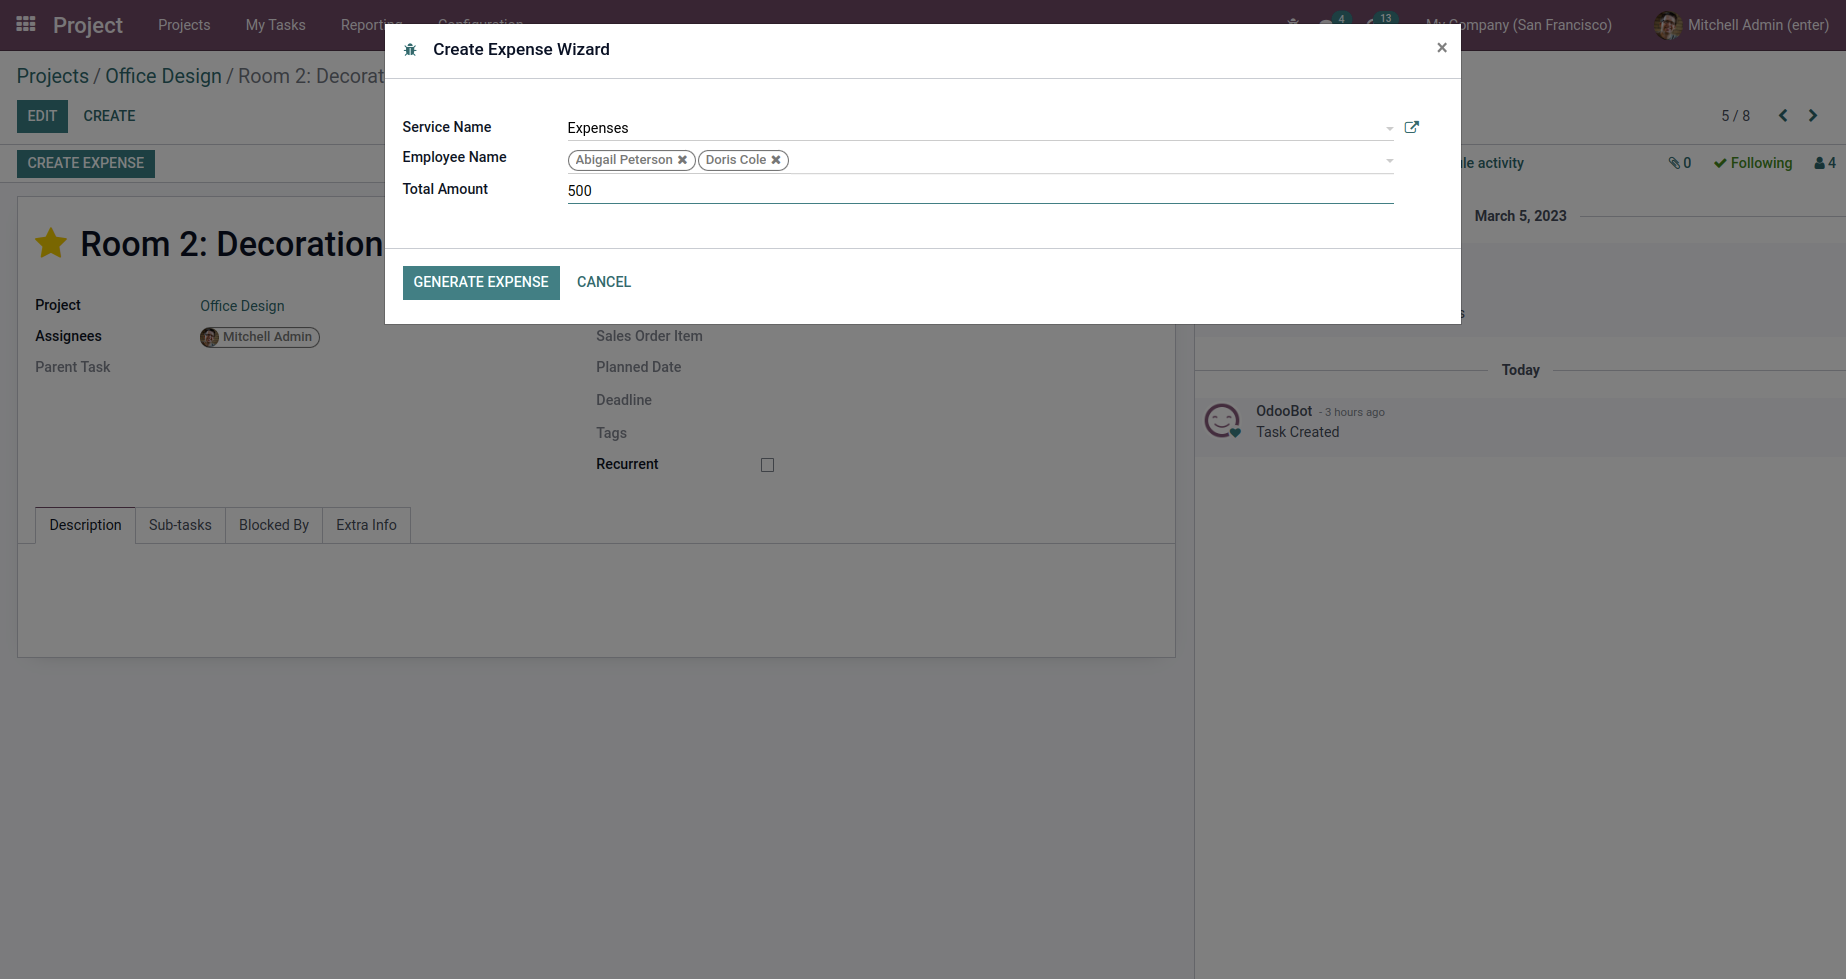 Project Projects My Tasks Reporting Configuration 4 13 My Company (San Francisco) Mitchell Admin (enter)
Create Expense Wizard ×
Projects / Office Design / Room 2: Decorat
EDIT CREATE 5 / 8
Service Name Expenses
Employee Name Abigail Peterson ✖ Doris Cole ✖
Total Amount 500
GENERATE EXPENSE CANCEL
CREATE EXPENSE activity 0 Following 4
March 5, 2023
Room 2: Decoration
Project Office Design
Assignees Mitchell Admin
Parent Task
Sales Order Item
Planned Date
Deadline
Tags
Recurrent
Description Sub-tasks Blocked By Extra Info
s
Today
OdooBot - 3 hours ago
Task Created